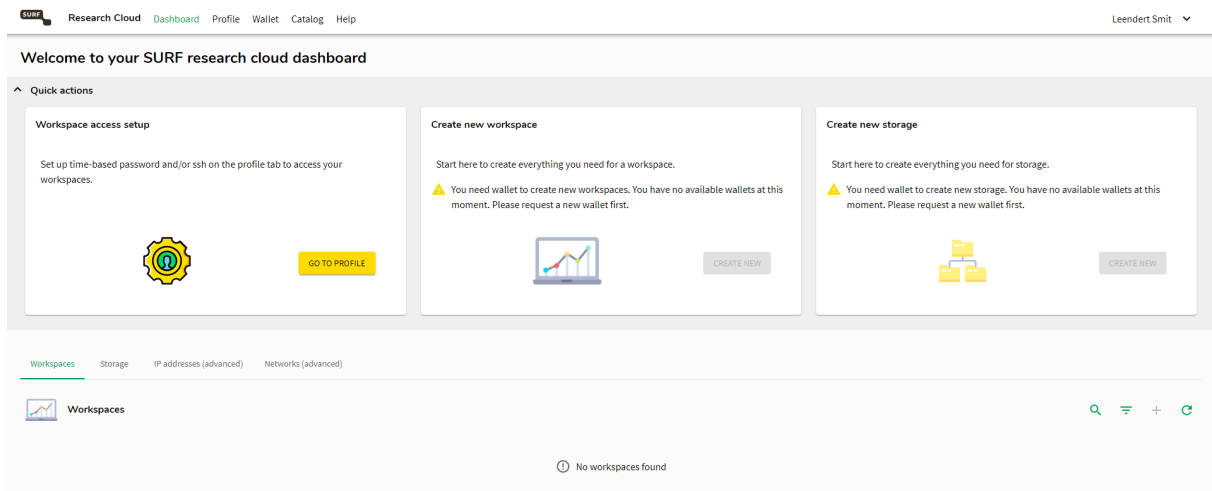 SURF Research Cloud Dashboard Profile Wallet Catalog Help Leendert Smit
Welcome to your SURF research cloud dashboard
Quick actions
Workspace access setup
Set up time-based password and/or ssh on the profile tab to access your
workspaces.
GO TO PROFILE
Create new workspace
Start here to create everything you need for a workspace.
You need wallet to create new workspaces. You have no available wallets at this
moment. Please request a new wallet first.
CREATE NEW
Create new storage
Start here to create everything you need for storage.
You need wallet to create new storage. You have no available wallets at this
moment. Please request a new wallet first.
CREATE NEW
Workspaces Storage IP addresses (advanced) Networks (advanced)
Workspaces
No workspaces found